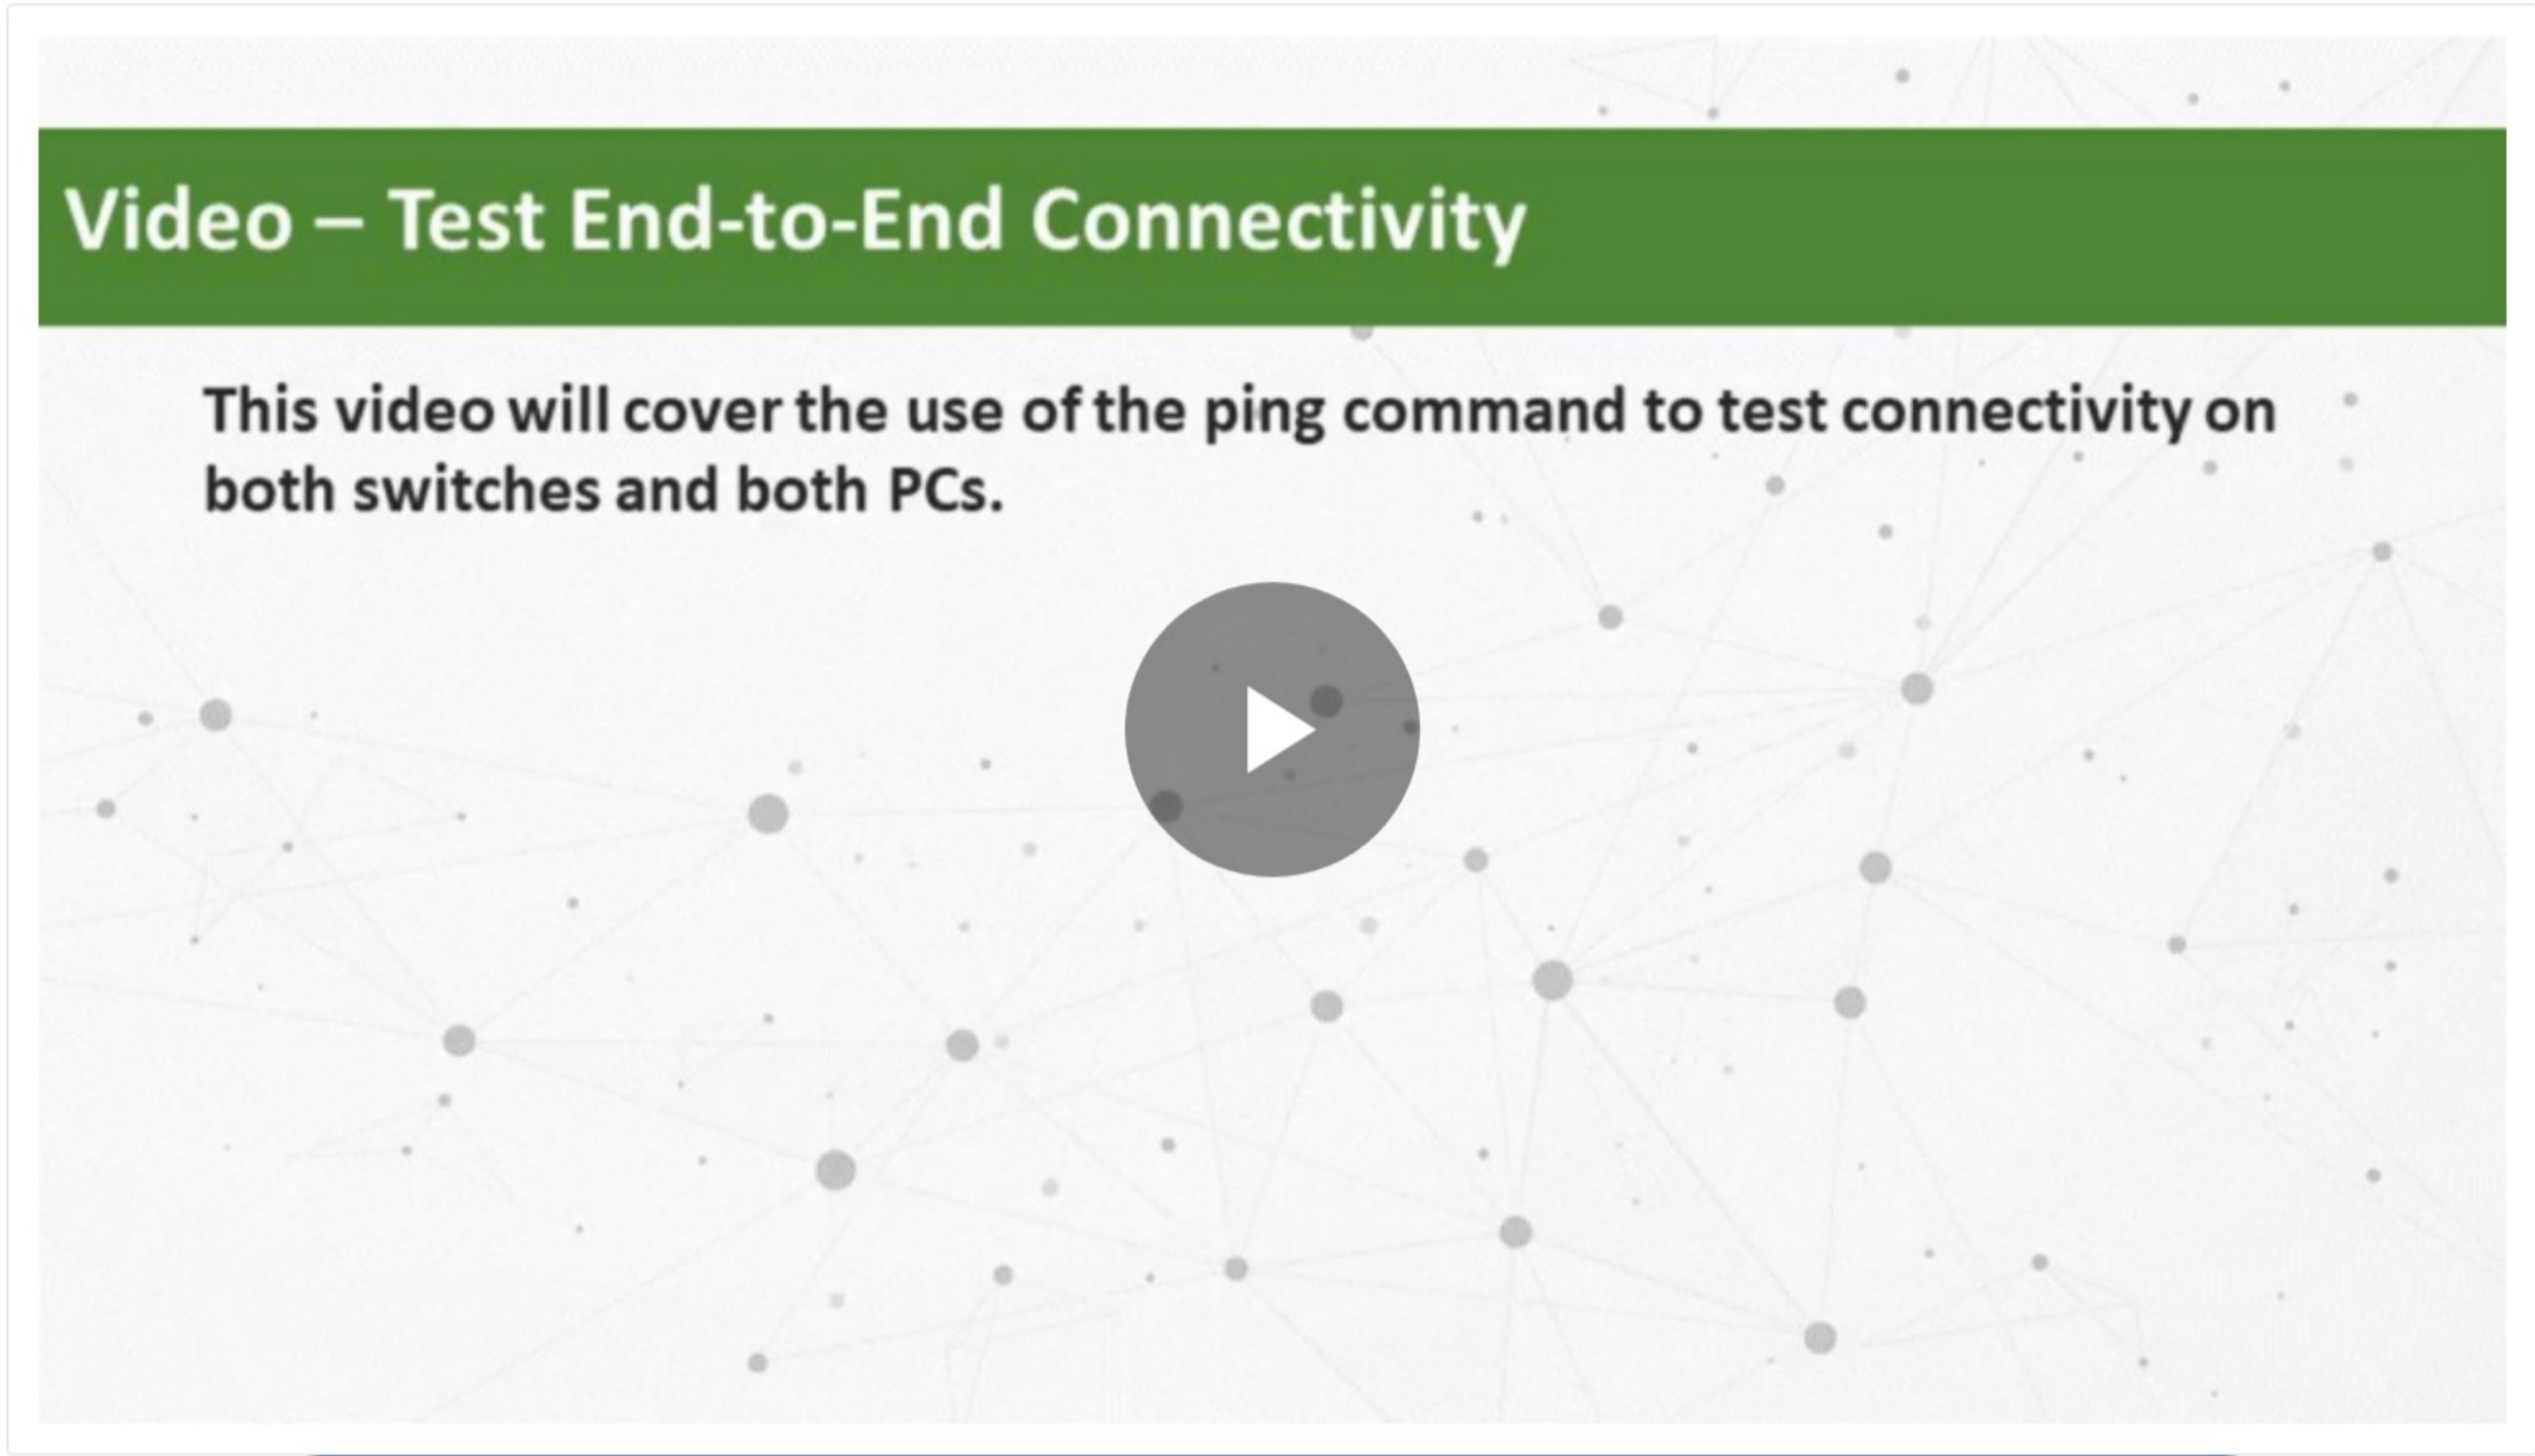 Video – Test End-to-End Connectivity
This video will cover the use of the ping command to test connectivity on
both switches and both PCs.